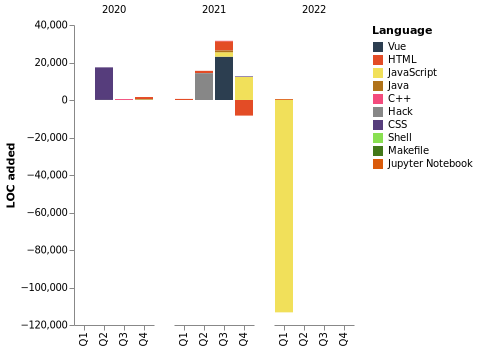 2020 2021 2022
40,000
20,000
0
−20,000
−40,000
−60,000
−80,000
−100,000
−120,000
LOC added
Q1 Q2 Q3 Q4 Q1 Q2 Q3 Q4 Q1 Q2 Q3 Q4
Language
Vue
HTML
JavaScript
Java
C++
Hack
CSS
Shell
Makefile
Jupyter Notebook